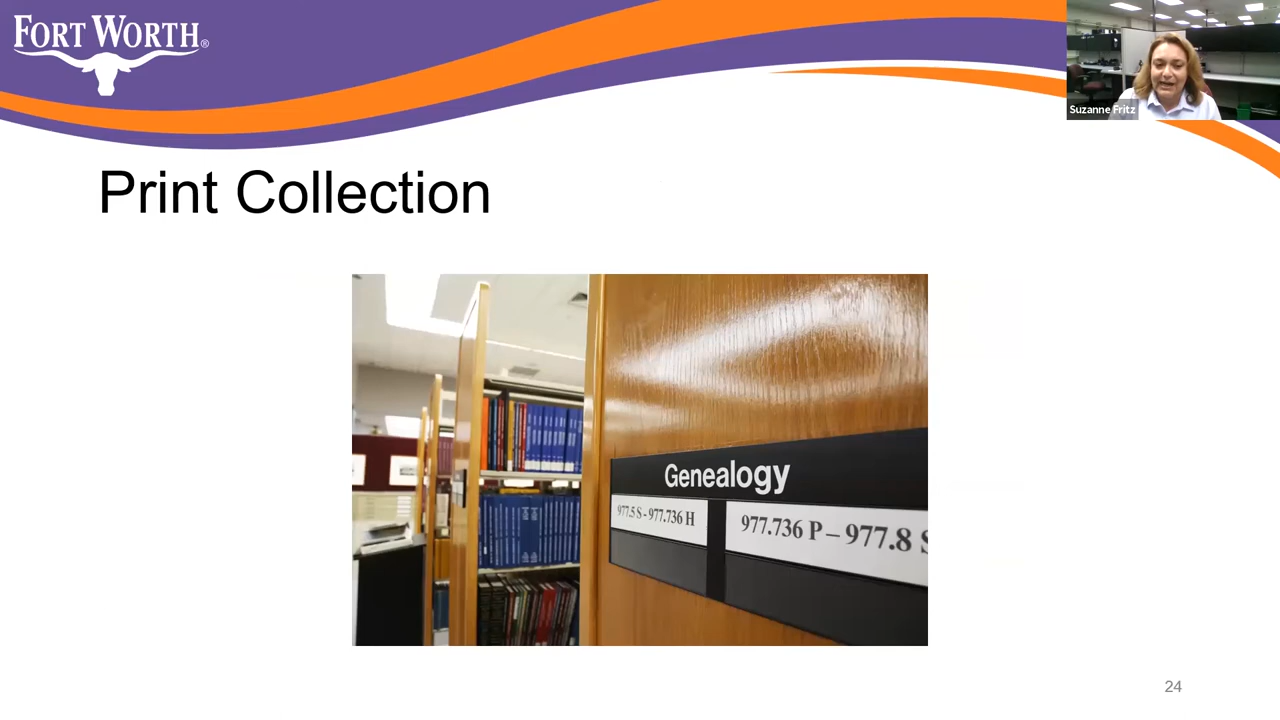 FORT WORTH®
Suzanne Fritz
Print Collection
Genealogy
977.5 S - 977.736 H
977.736 P – 977.8 S
24